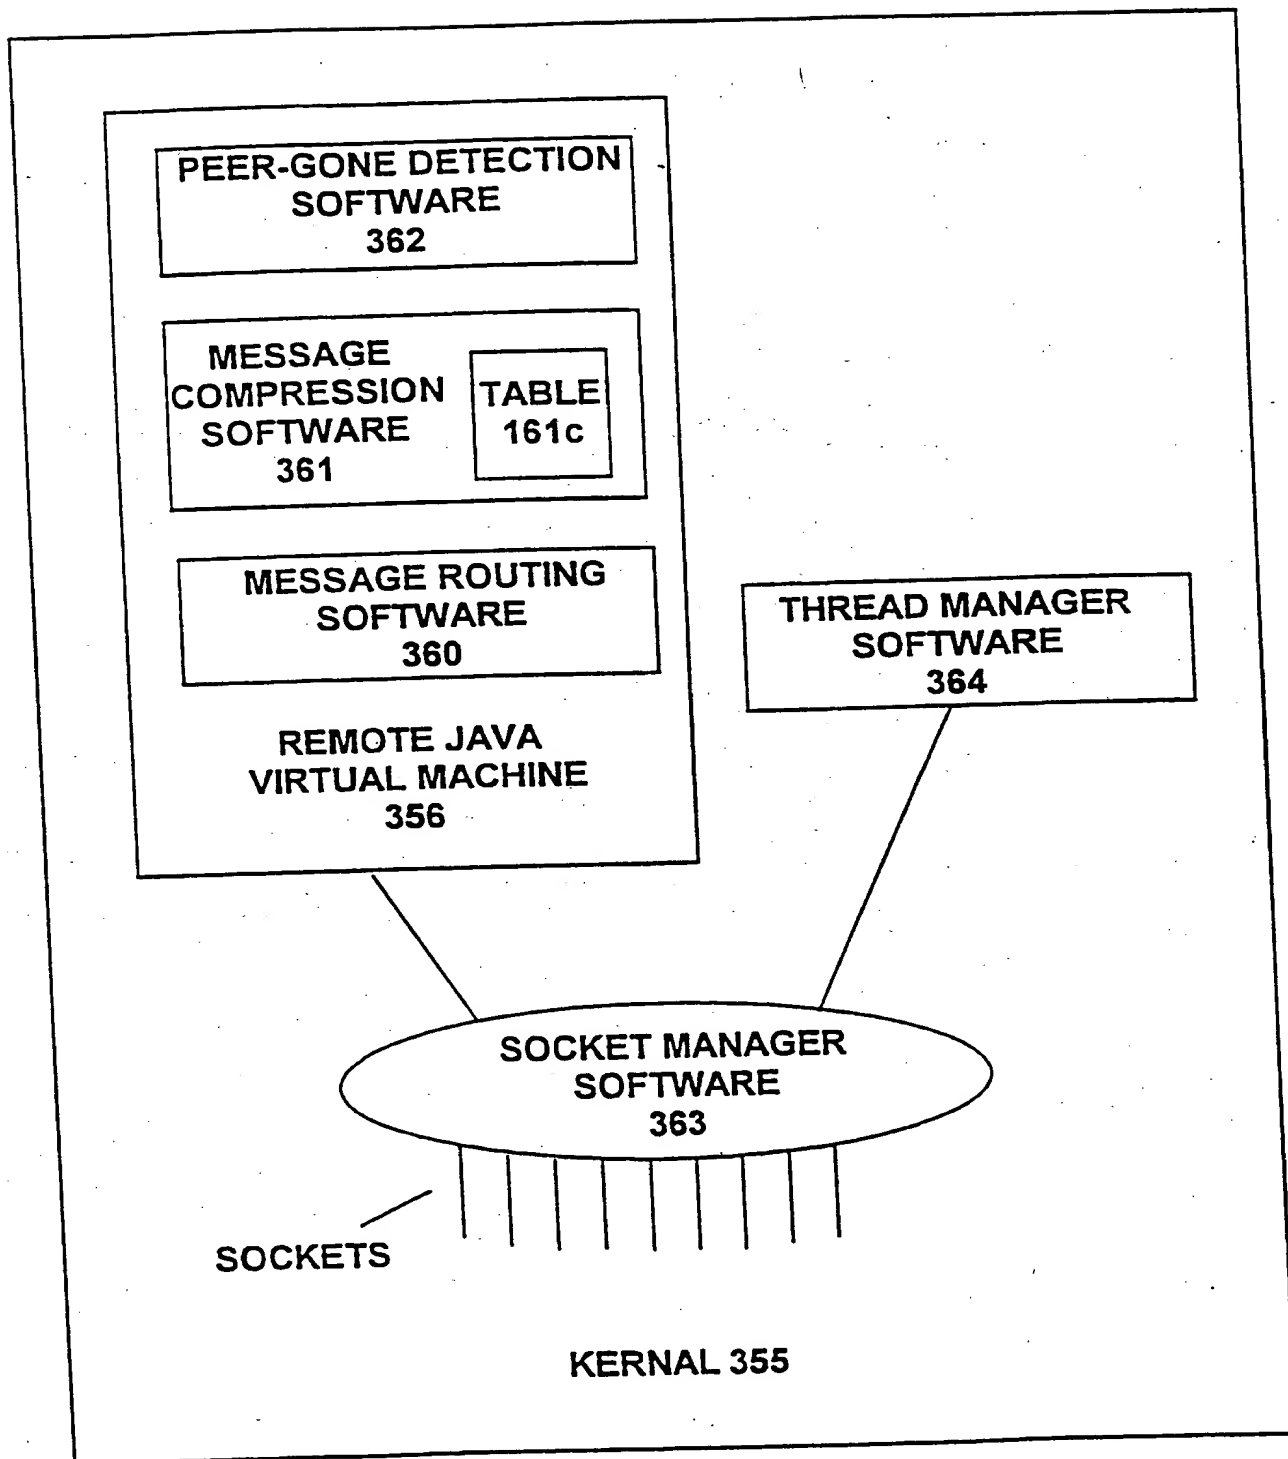 PEER-GONE DETECTION
SOFTWARE
362
MESSAGE
COMPRESSION
SOFTWARE
361
TABLE
161c
MESSAGE ROUTING
SOFTWARE
360
REMOTE JAVA
VIRTUAL MACHINE
356
THREAD MANAGER
SOFTWARE
364
SOCKET MANAGER
SOFTWARE
363
SOCKETS
KERNAL 355